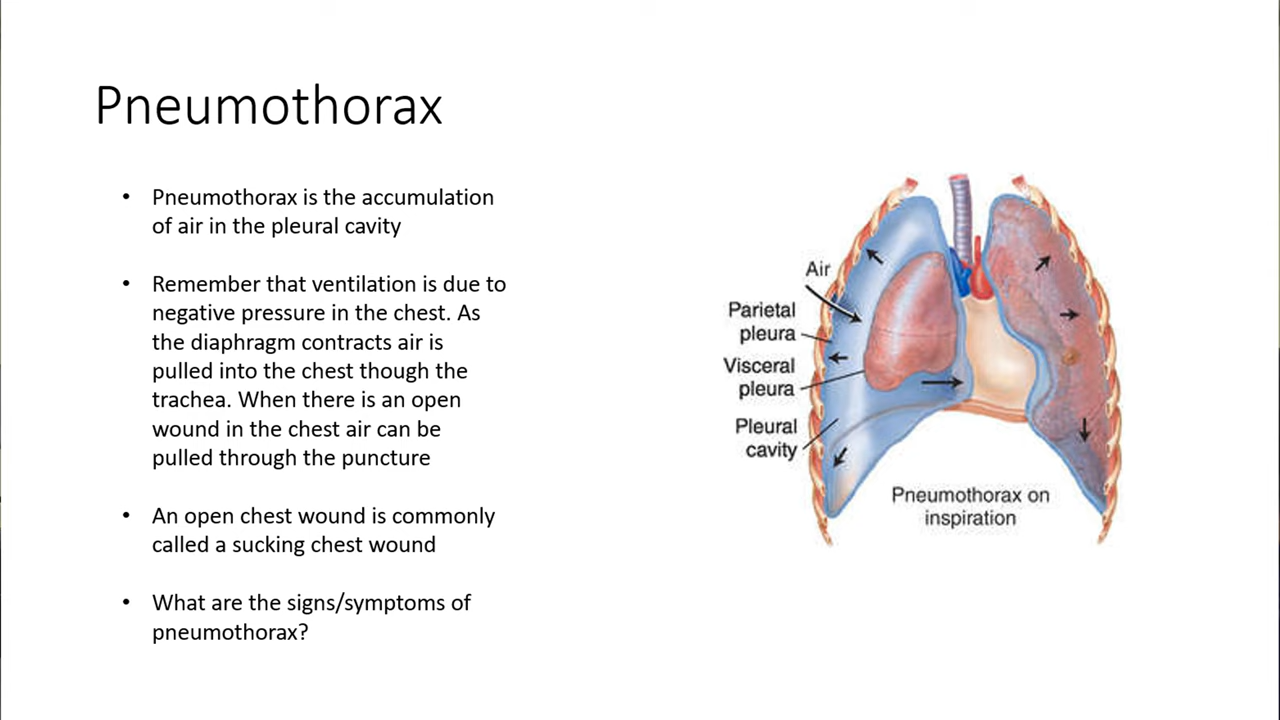 Pneumothorax
• Pneumothorax is the accumulation
of air in the pleural cavity
• Remember that ventilation is due to
negative pressure in the chest. As
the diaphragm contracts air is
pulled into the chest though the
trachea. When there is an open
wound in the chest air can be
pulled through the puncture
• An open chest wound is commonly
called a sucking chest wound
• What are the signs/symptoms of
pneumothorax?
Air
Parietal
pleura
Visceral
pleura
Pleural
cavity
Pneumothorax on
inspiration